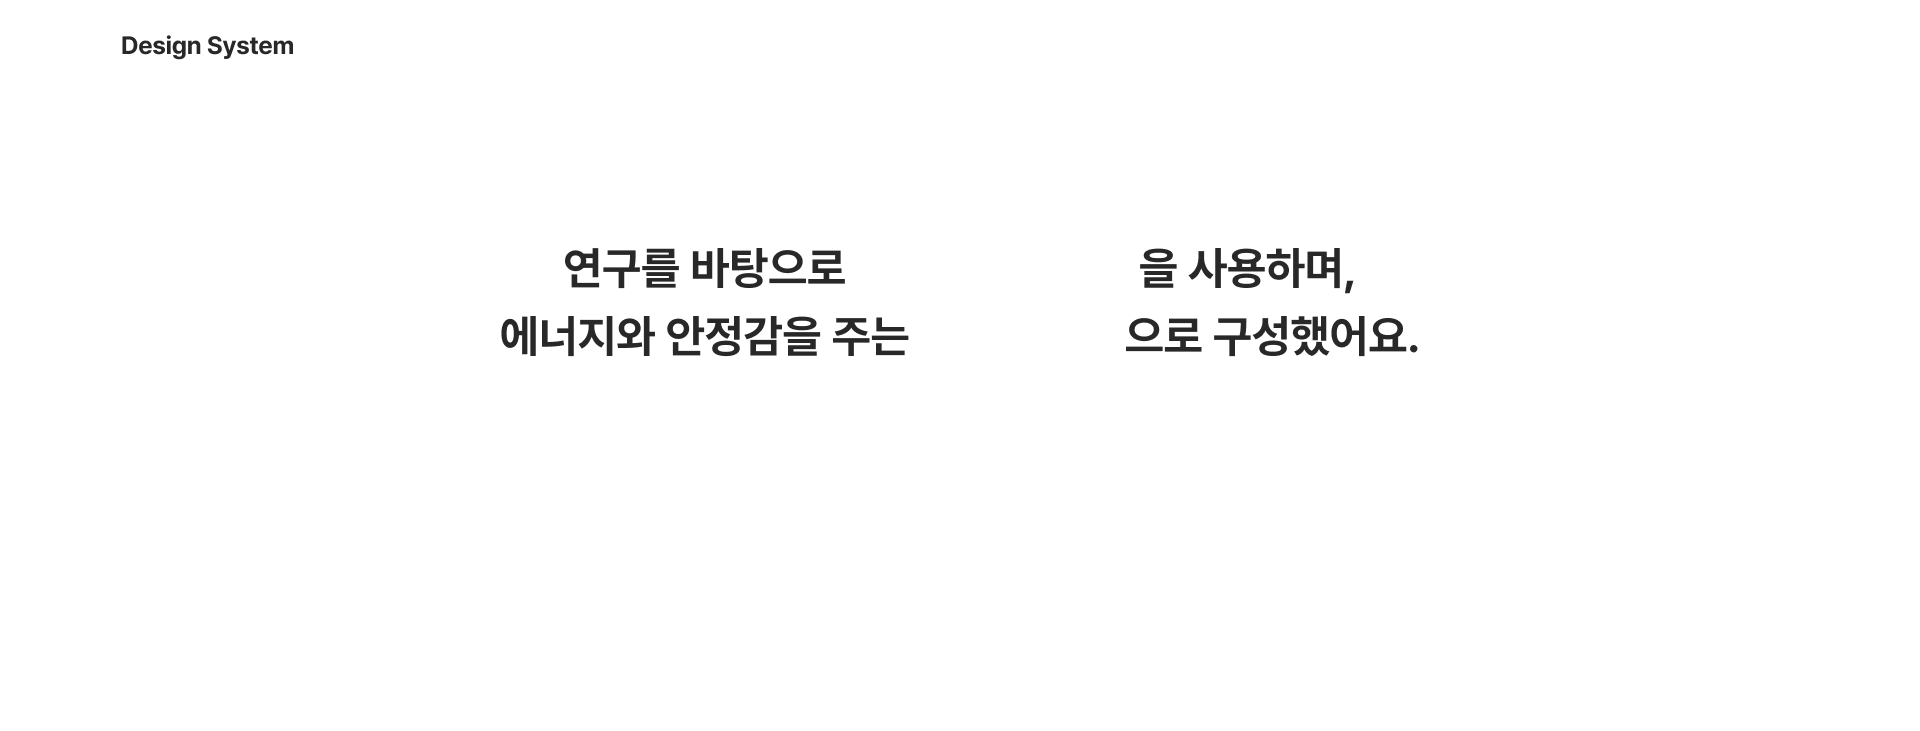 Design System
연구를 바탕으로 을 사용하며,
에너지와 안정감을 주는 으로 구성했어요.